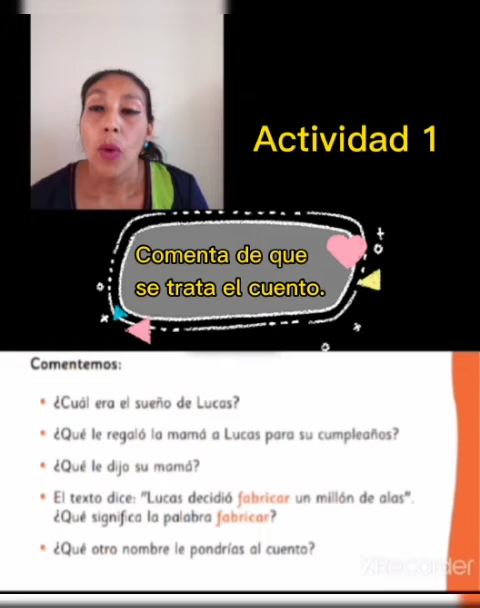 Actividad 1
Comenta de que
se trata el cuento.
Comentemos:
• ¿Cuál era el sueño de Lucas?
• ¿Qué le regaló la mamá a Lucas para su cumpleaños?
• ¿Qué le dijo su mamá?
• El texto dice: "Lucas decidió fabricar un millón de alas".
¿Qué significa la palabra fabricar?
• ¿Qué otro nombre le pondrías al cuento?
XRecorder